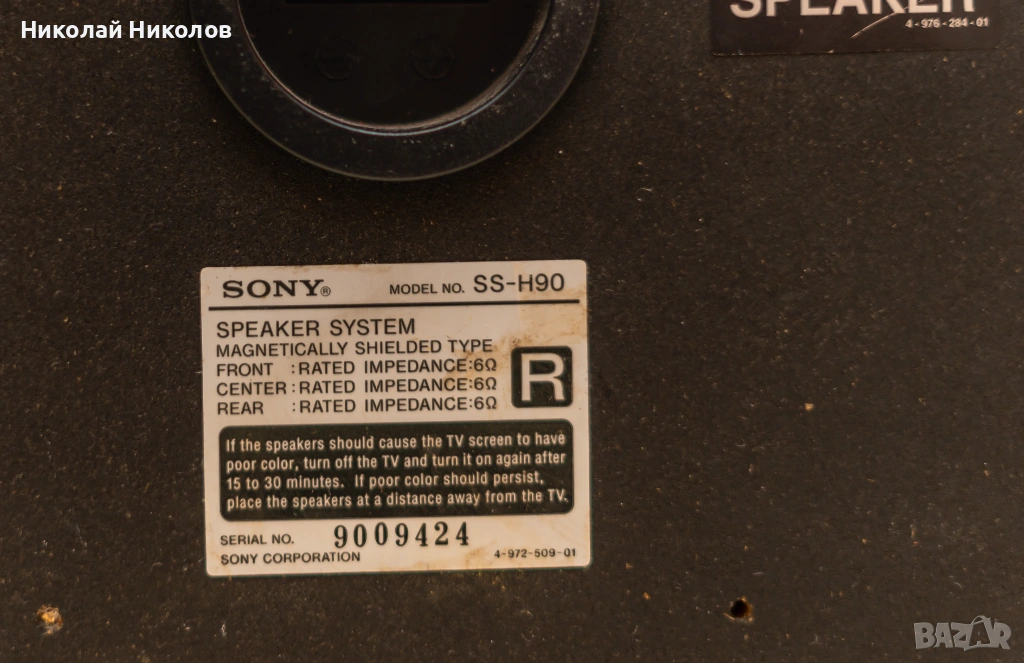 Николай Николов
SPEAKER
4-976-284-01
SONY® MODEL NO. SS-H90
SPEAKER SYSTEM
MAGNETICALLY SHIELDED TYPE
FRONT :RATED IMPEDANCE:6Ω
CENTER:RATED IMPEDANCE:6Ω
REAR :RATED IMPEDANCE:6Ω
R
If the speakers should cause the TV screen to have
poor color, turn off the TV and turn it on again after
15 to 30 minutes. If poor color should persist,
place the speakers at a distance away from the TV.
SERIAL NO. 9009424
SONY CORPORATION 4-972-509-01
BAZAR